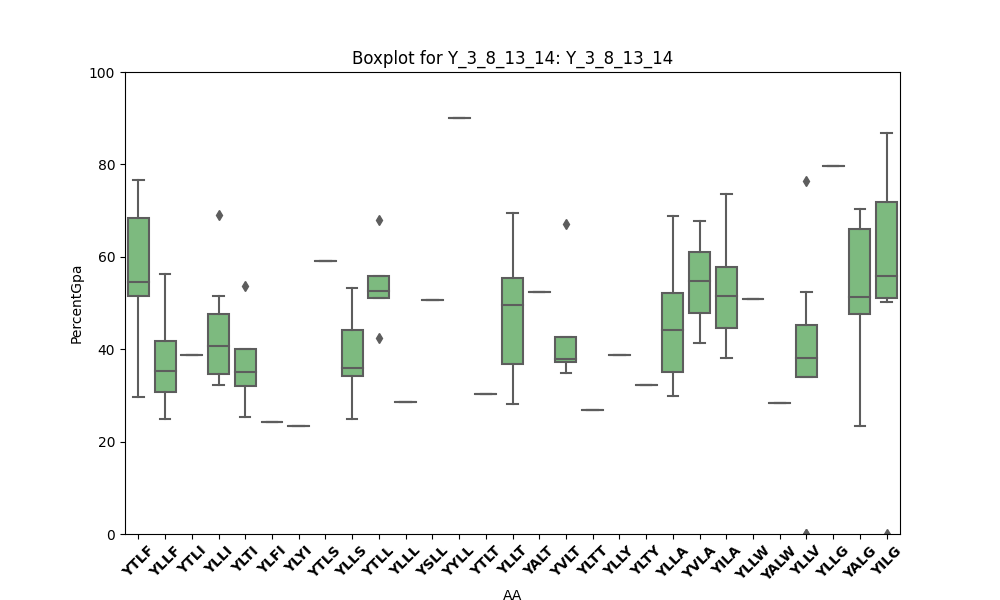 Boxplot for Y_3_8_13_14: Y_3_8_13_14
100
80
60
40
20
0
PercentGpa
YTLF YLLF YTLI YLLI YLTI YLFI YLYI YTLS YLLS YTLL YLLL YSLL YYLL YTLT YLLT YALT YVLT YLTT YLLY YLTY YLLA YVLA YILA YLLW YALW YLLV YLLG YALG YILG
AA